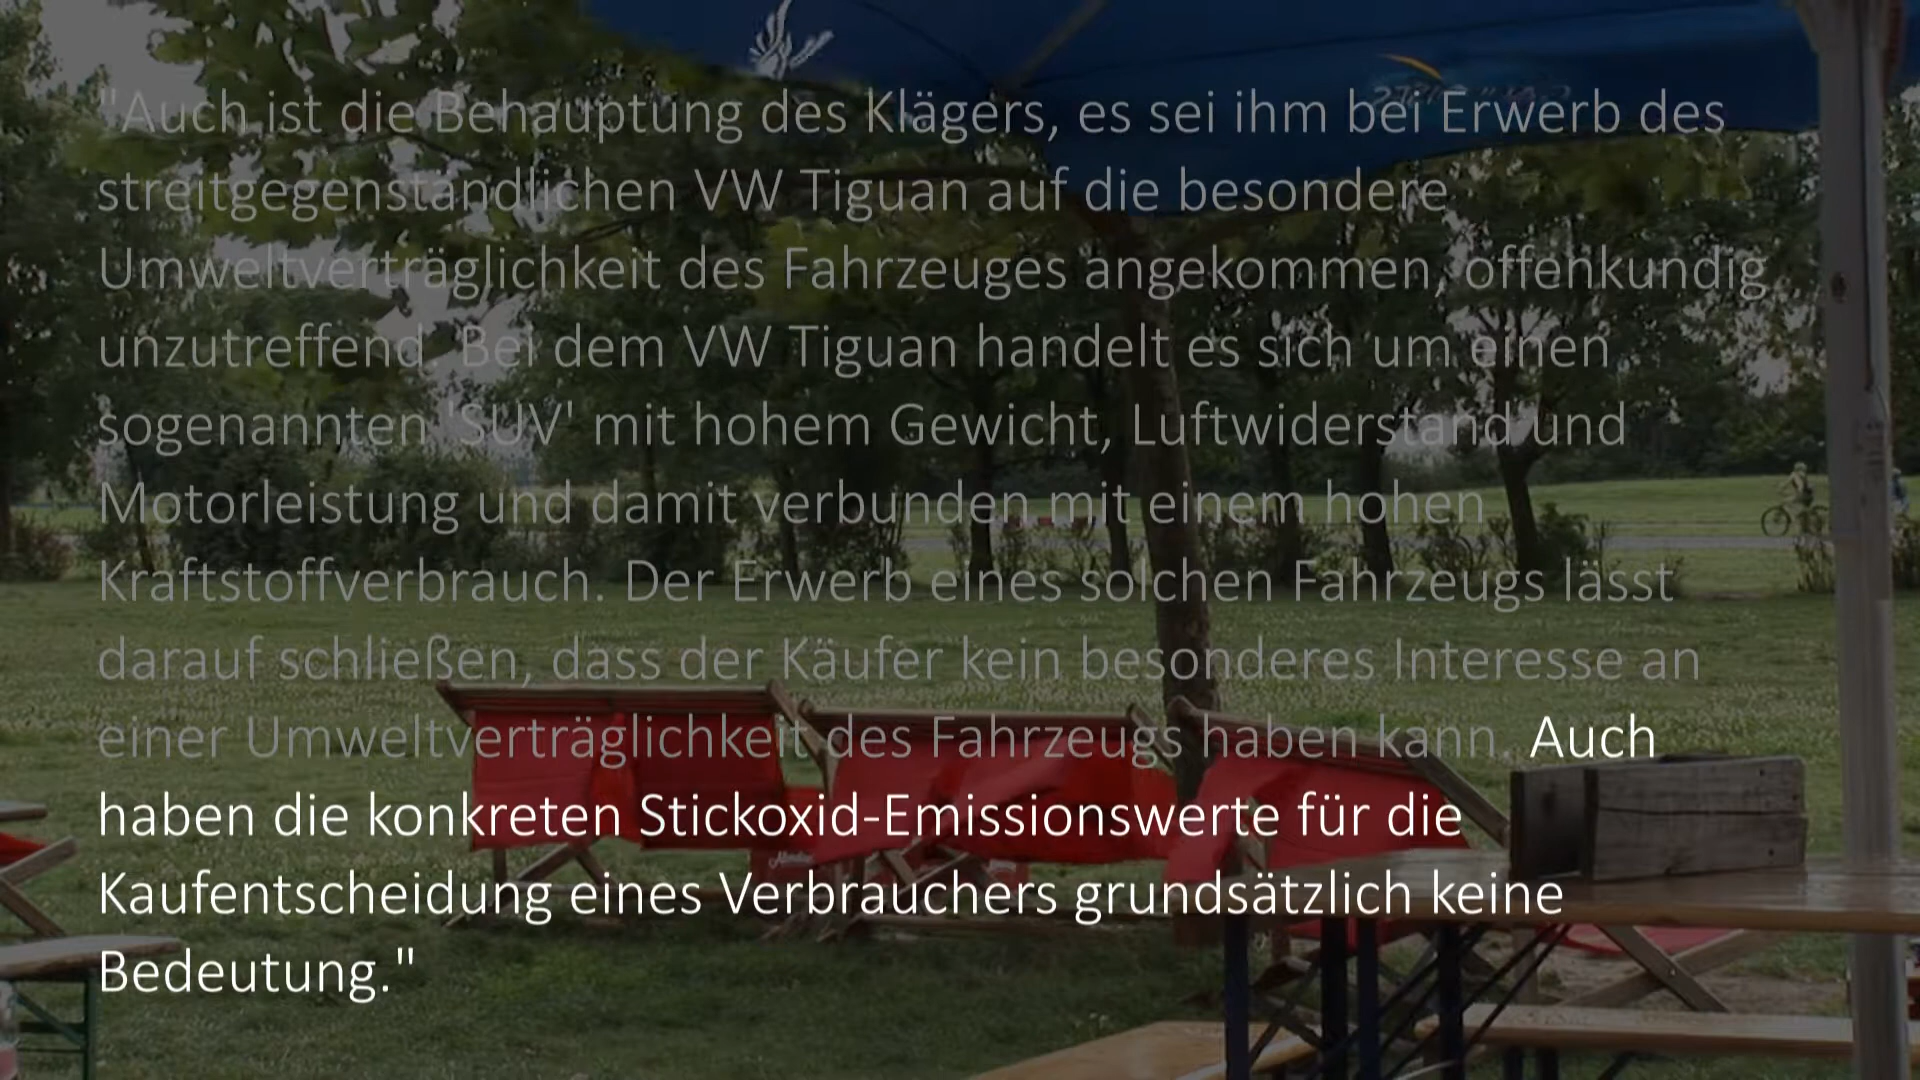 "Auch ist die Behauptung des Klägers, es sei ihm bei Erwerb des
streitgegenständlichen VW Tiguan auf die besondere
Umweltverträglichkeit des Fahrzeuges angekommen, offenkundig
unzutreffend. Bei dem VW Tiguan handelt es sich um einen
sogenannten 'SUV' mit hohem Gewicht, Luftwiderstand und
Motorleistung und damit verbunden mit einem hohen
Kraftstoffverbrauch. Der Erwerb eines solchen Fahrzeugs lässt
darauf schließen, dass der Käufer kein besonderes Interesse an
einer Umweltverträglichkeit des Fahrzeugs haben kann. Auch
haben die konkreten Stickoxid-Emissionswerte für die
Kaufentscheidung eines Verbrauchers grundsätzlich keine
Bedeutung."